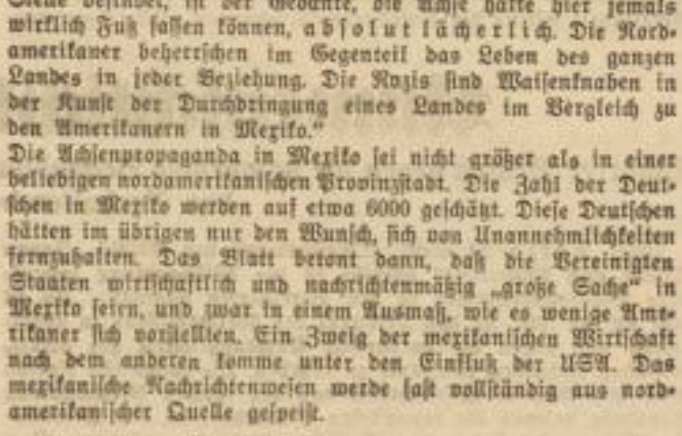 Stelle befindet, ist der Gedanke, die Achse hätte hier jemals
wirklich Fuß fassen können, absolut lächerlich. Die Nord-
amerikaner beherrschen im Gegenteil das Leben des ganzen
Landes in jeder Beziehung. Die Nazis sind Waisenknaben in
der Kunst der Durchdringung eines Landes im Vergleich zu
den Amerikanern in Mexiko.“
Die Achsenpropaganda in Mexiko sei nicht größer als in einer
beliebigen nordamerikanischen Provinzstadt. Die Zahl der Deut-
schen in Mexiko werden auf etwa 6000 geschätzt. Diese Deutschen
hätten im übrigen nur den Wunsch, sich von Unannehmlichkeiten
fernzuhalten. Das Blatt betont dann, daß die Vereinigten
Staaten wirtschaftlich und nachrichtenmäßig „große Sache“ in
Mexiko seien, und zwar in einem Ausmaß, wie es wenige Ame-
rikaner sich vorstellten. Ein Zweig der mexikanischen Wirtschaft
nach dem anderen komme unter den Einfluß der USA. Das
mexikanische Nachrichtenwesen werde fast vollständig aus nord-
amerikanischer Quelle gespeist.